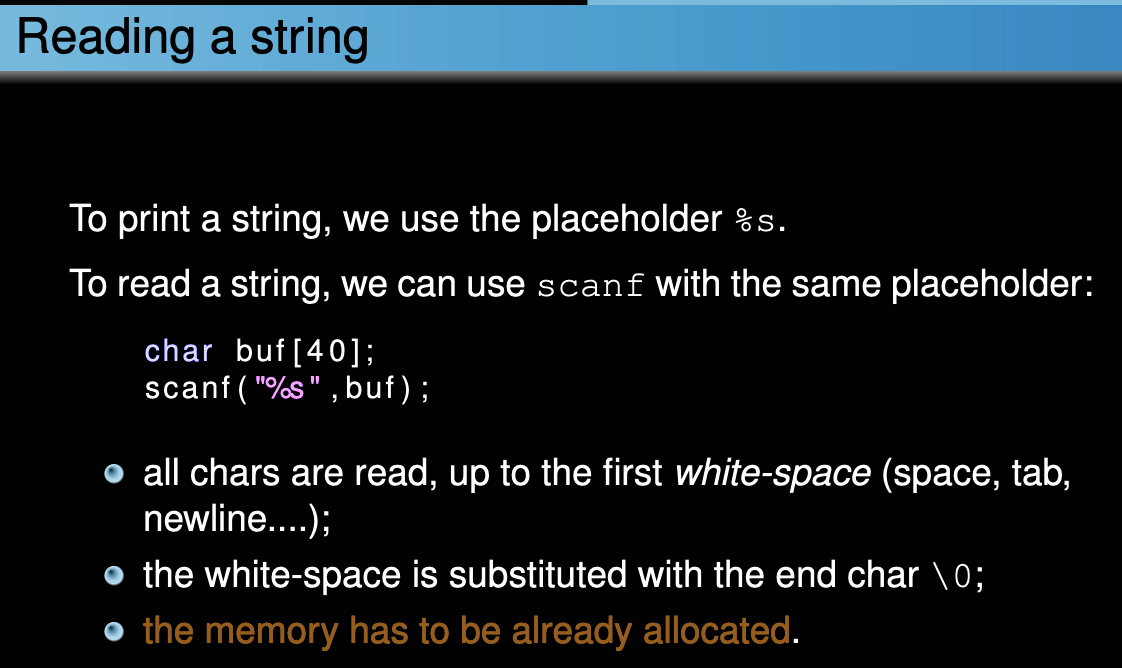 Reading a string
To print a string, we use the placeholder %s.
To read a string, we can use scanf with the same placeholder:
char buf[40];
scanf("%s",buf);
all chars are read, up to the first white-space (space, tab,
newline....);
the white-space is substituted with the end char \0;
the memory has to be already allocated.